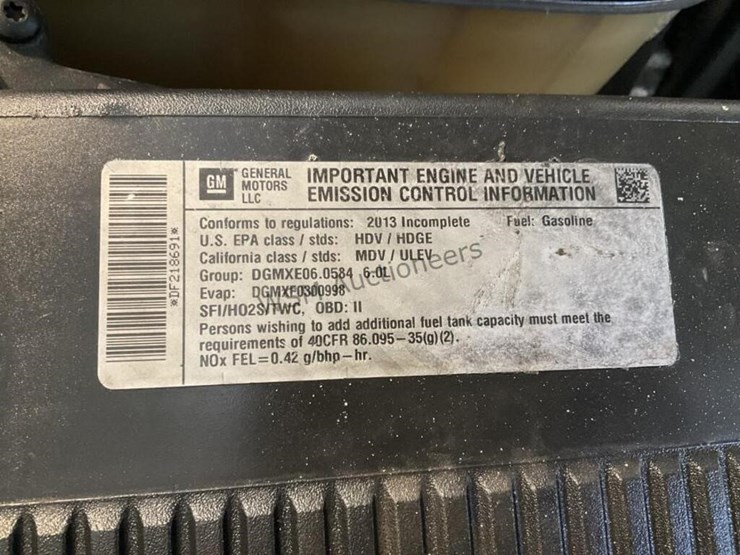 GM GENERAL MOTORS LLC
IMPORTANT ENGINE AND VEHICLE
EMISSION CONTROL INFORMATION
Conforms to regulations: 2013 Incomplete Fuel: Gasoline
U.S. EPA class / stds: HDV / HDGE
California class / stds: MDV / ULEV
Group: DGMXE06.0584 6.0L
Evap: DGMXF0300998
SFI/HO2S/TWC, OBD: II
Persons wishing to add additional fuel tank capacity must meet the
requirements of 40CFR 86.095-35(g)(2).
NOx FEL=0.42 g/bhp-hr.
*DF218691*